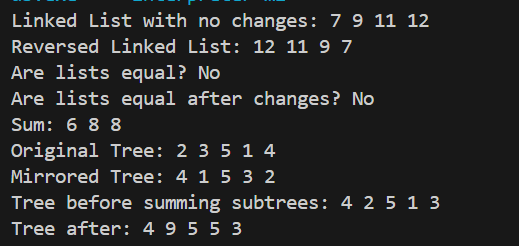 Linked List with no changes: 7 9 11 12
Reversed Linked List: 12 11 9 7
Are lists equal? No
Are lists equal after changes? No
Sum: 6 8 8
Original Tree: 2 3 5 1 4
Mirrored Tree: 4 1 5 3 2
Tree before summing subtrees: 4 2 5 1 3
Tree after: 4 9 5 5 3